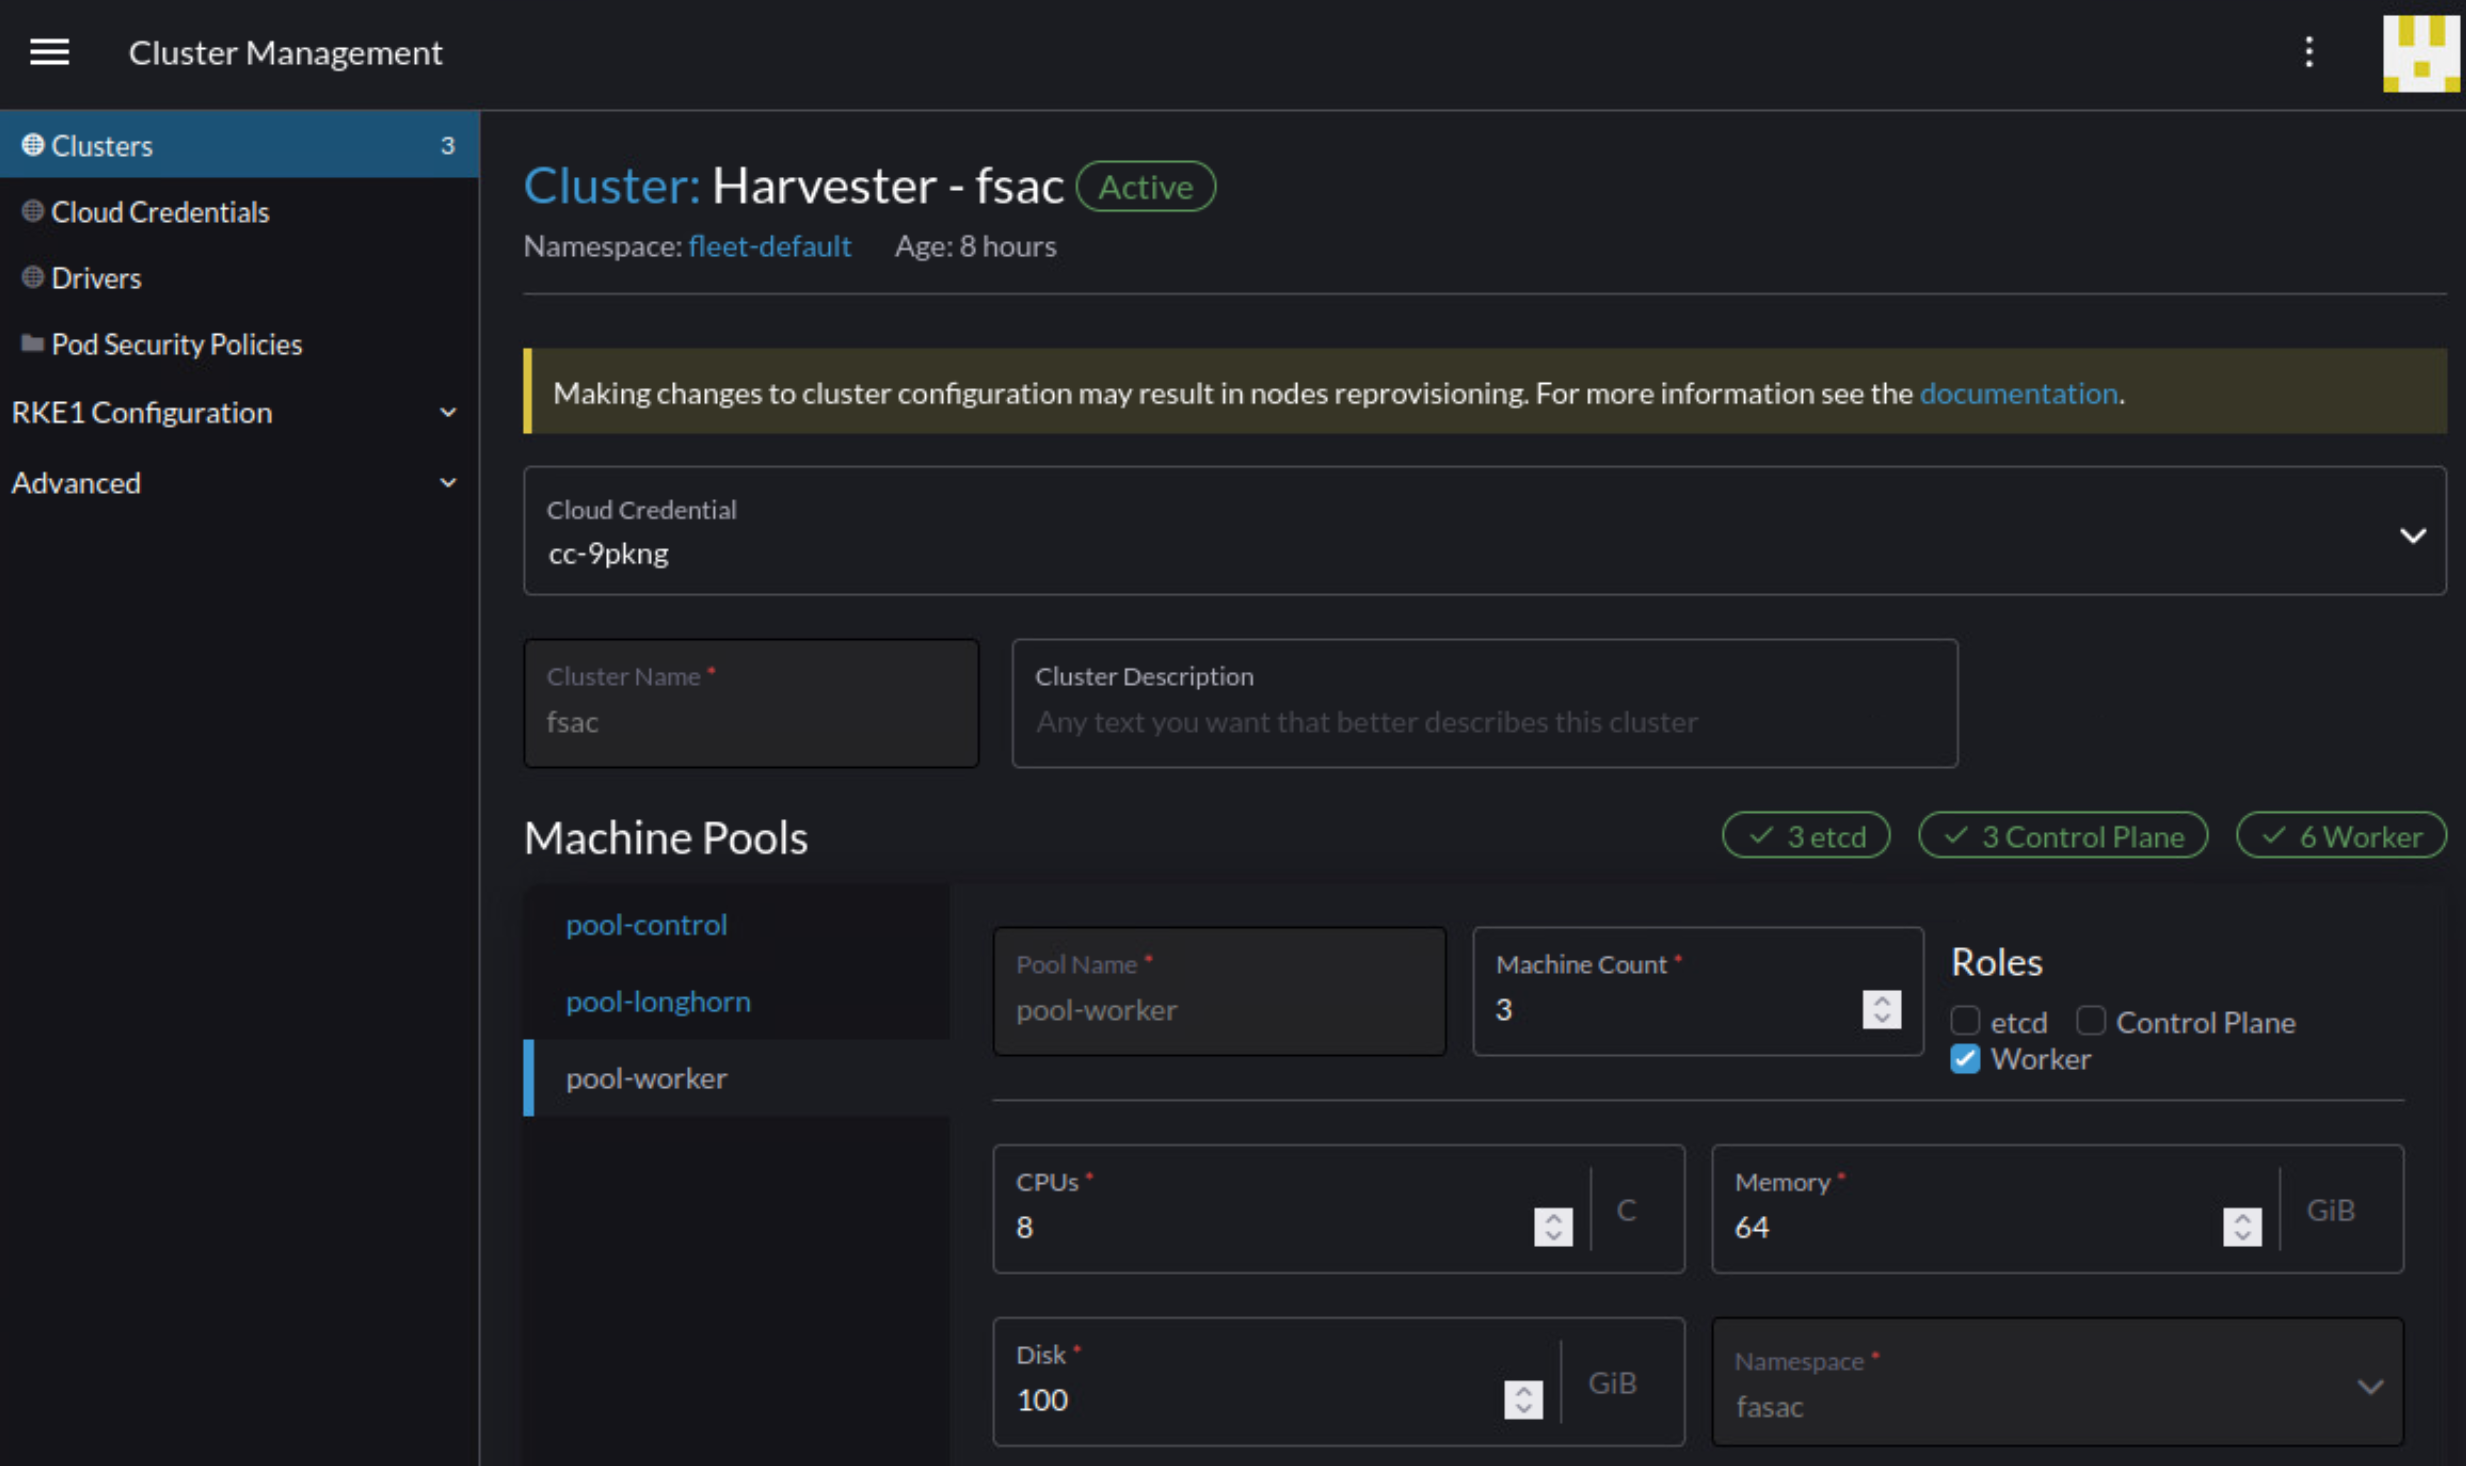 Cluster Management
Clusters 3
Cloud Credentials
Drivers
Pod Security Policies
RKE1 Configuration
Advanced
Cluster: Harvester - fsac Active
Namespace: fleet-default Age: 8 hours
Making changes to cluster configuration may result in nodes reprovisioning. For more information see the documentation.
Cloud Credential
cc-9pkng
Cluster Name *
fsac
Cluster Description
Any text you want that better describes this cluster
Machine Pools
3 etcd 3 Control Plane 6 Worker
pool-control
pool-longhorn
pool-worker
Pool Name *
pool-worker
Machine Count *
3
Roles
etcd Control Plane
Worker
CPUs *
8
C
Memory *
64
GiB
Disk *
100
GiB
Namespace *
fasac